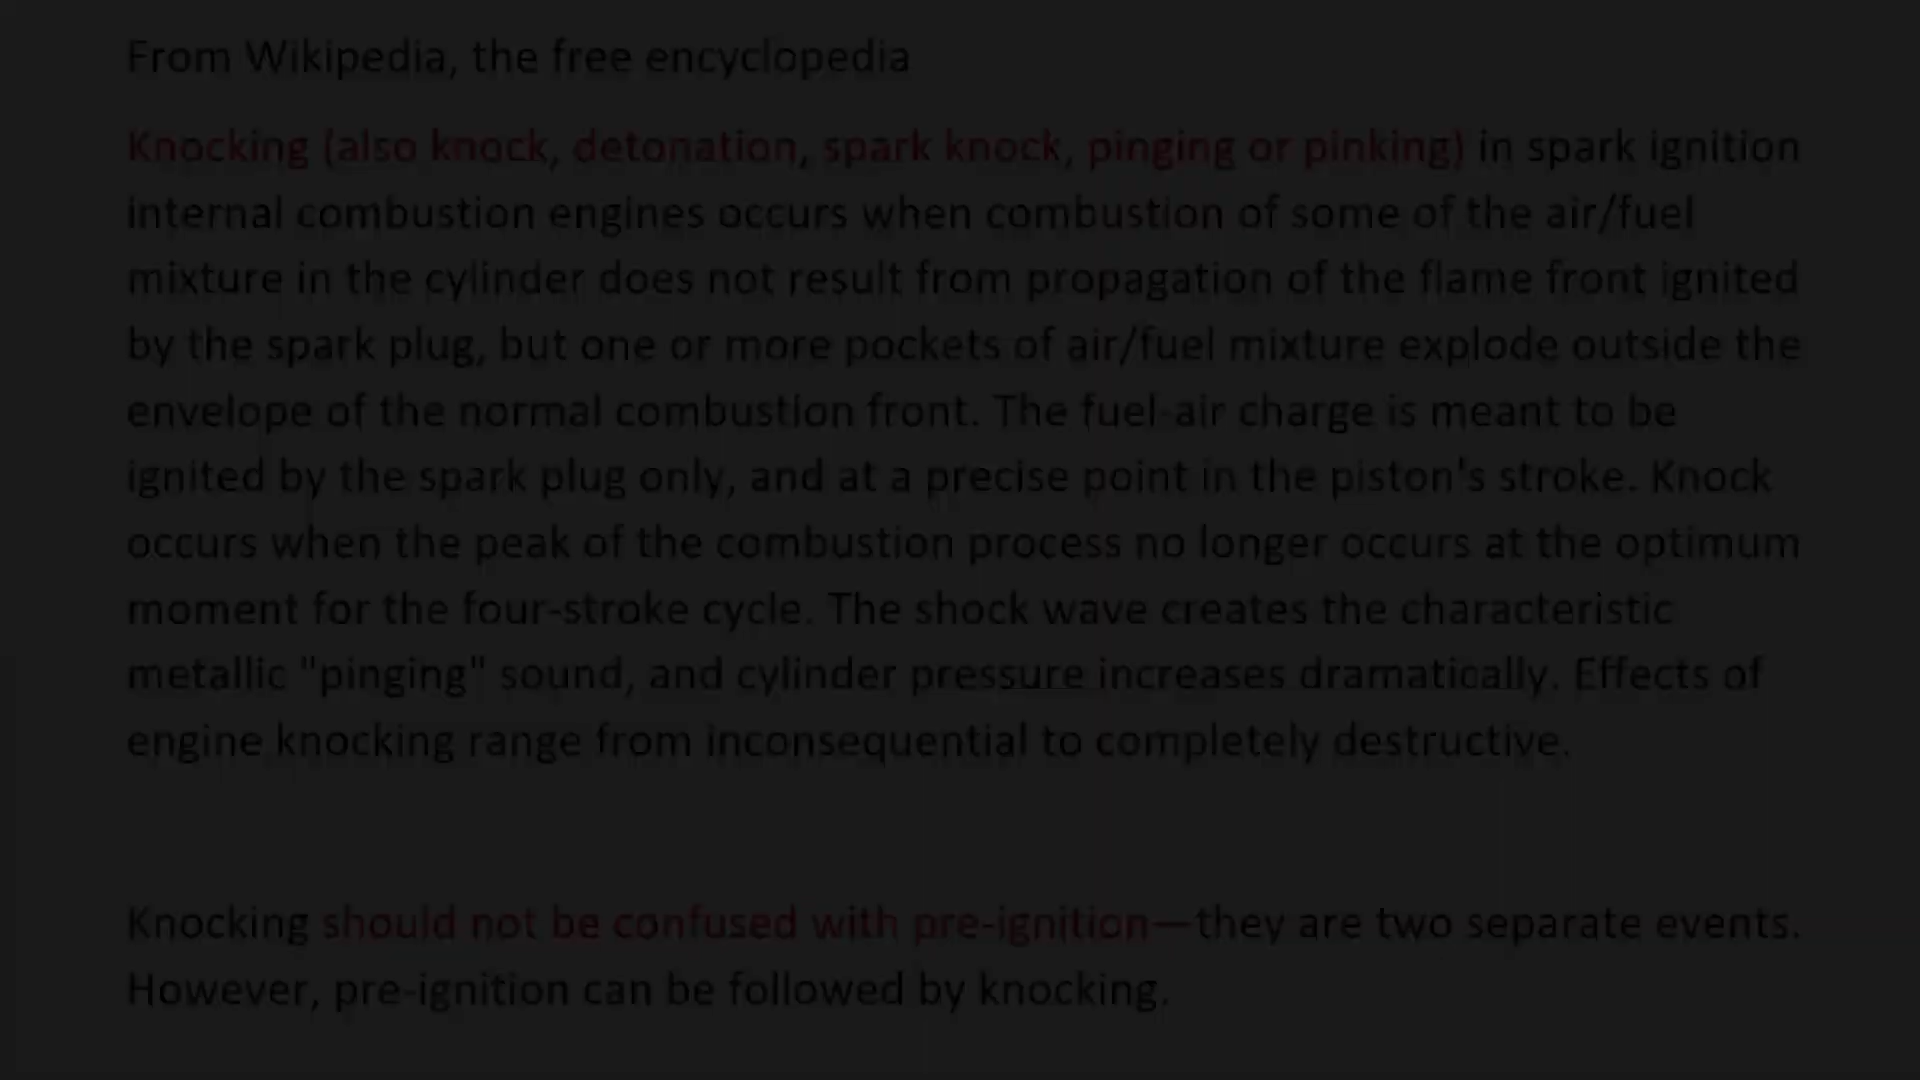 From Wikipedia, the free encyclopedia
Knocking (also knock, detonation, spark knock, pinging or pinking) in spark ignition
internal combustion engines occurs when combustion of some of the air/fuel
mixture in the cylinder does not result from propagation of the flame front ignited
by the spark plug, but one or more pockets of air/fuel mixture explode outside the
envelope of the normal combustion front. The fuel-air charge is meant to be
ignited by the spark plug only, and at a precise point in the piston's stroke. Knock
occurs when the peak of the combustion process no longer occurs at the optimum
moment for the four-stroke cycle. The shock wave creates the characteristic
metallic "pinging" sound, and cylinder pressure increases dramatically. Effects of
engine knocking range from inconsequential to completely destructive.
Knocking should not be confused with pre-ignition—they are two separate events.
However, pre-ignition can be followed by knocking.